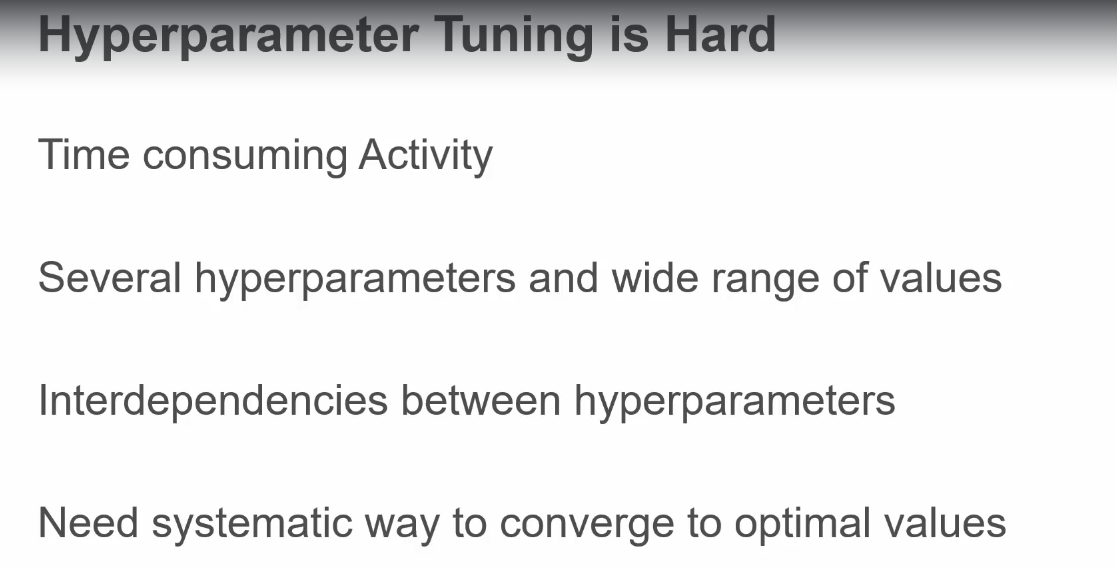 Hyperparameter Tuning is Hard
Time consuming Activity
Several hyperparameters and wide range of values
Interdependencies between hyperparameters
Need systematic way to converge to optimal values